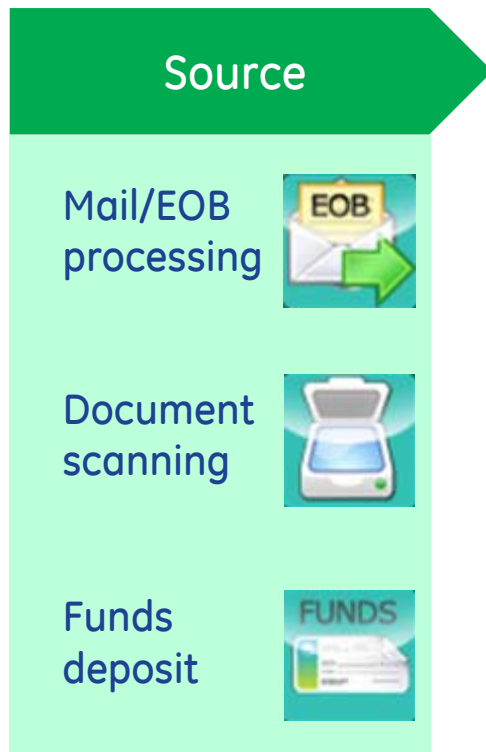 Source
Mail/EOB
processing
EOB
Document
scanning
Funds
deposit
FUNDS